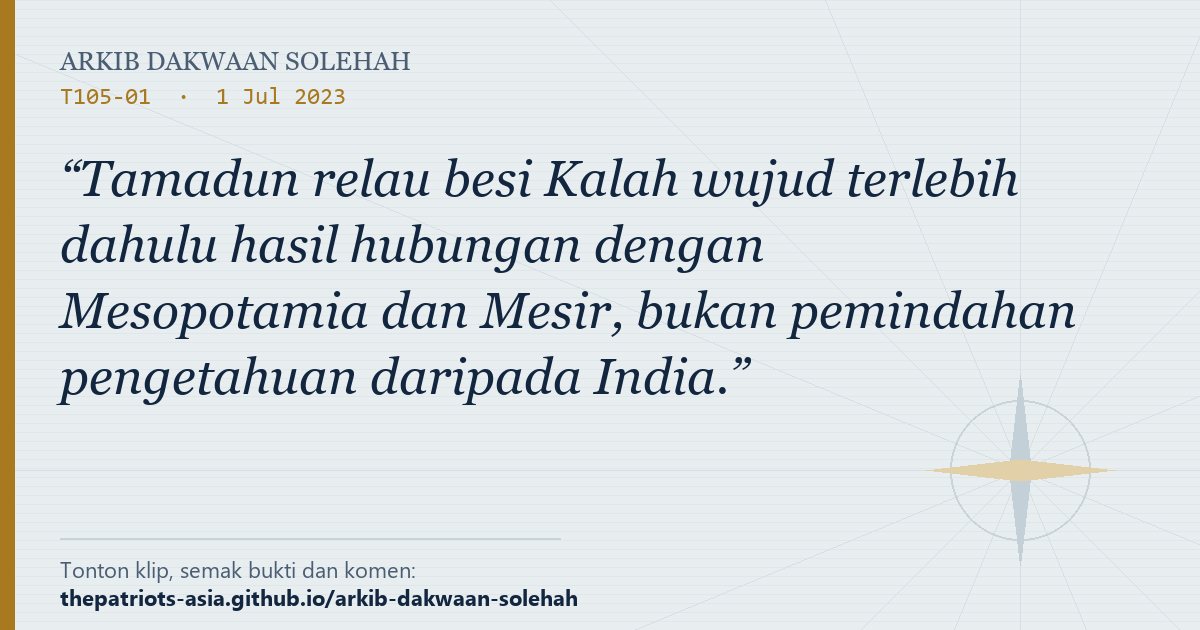 ARKIB DAKWAAN SOLEHAH
T105-01 · 1 Jul 2023
“Tamadun relau besi Kalah wujud terlebih
dahulu hasil hubungan dengan
Mesopotamia dan Mesir, bukan pemindahan
pengetahuan daripada India.”
Tonton klip, semak bukti dan komen:
thepatriots-asia.github.io/arkib-dakwaan-solehah